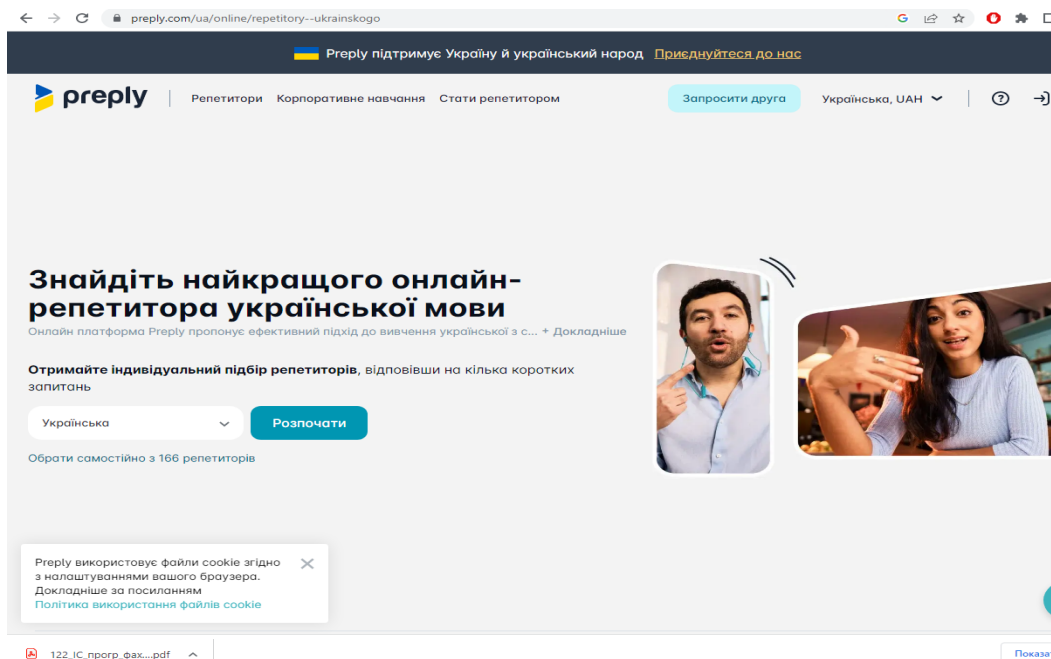 preply.com/ua/online/repetitory--ukrainskogo
Preply підтримує Україну й український народ Приєднуйтеся до нас
preply Репетитори Корпоративне навчання Стати репетитором Запросити друга Українська, UAH
Знайдіть найкращого онлайн-
репетитора української мови
Онлайн платформа Preply пропонує ефективний підхід до вивчення української з с... + Докладніше
Отримайте індивідуальний підбір репетиторів, відповівши на кілька коротких
запитань
Українська Розпочати
Обрати самостійно з 166 репетиторів
Preply використовує файли cookie згідно
з налаштуваннями вашого браузера.
Докладніше за посиланням
Політика використання файлів cookie
122_ІС_прогр_фах....pdf